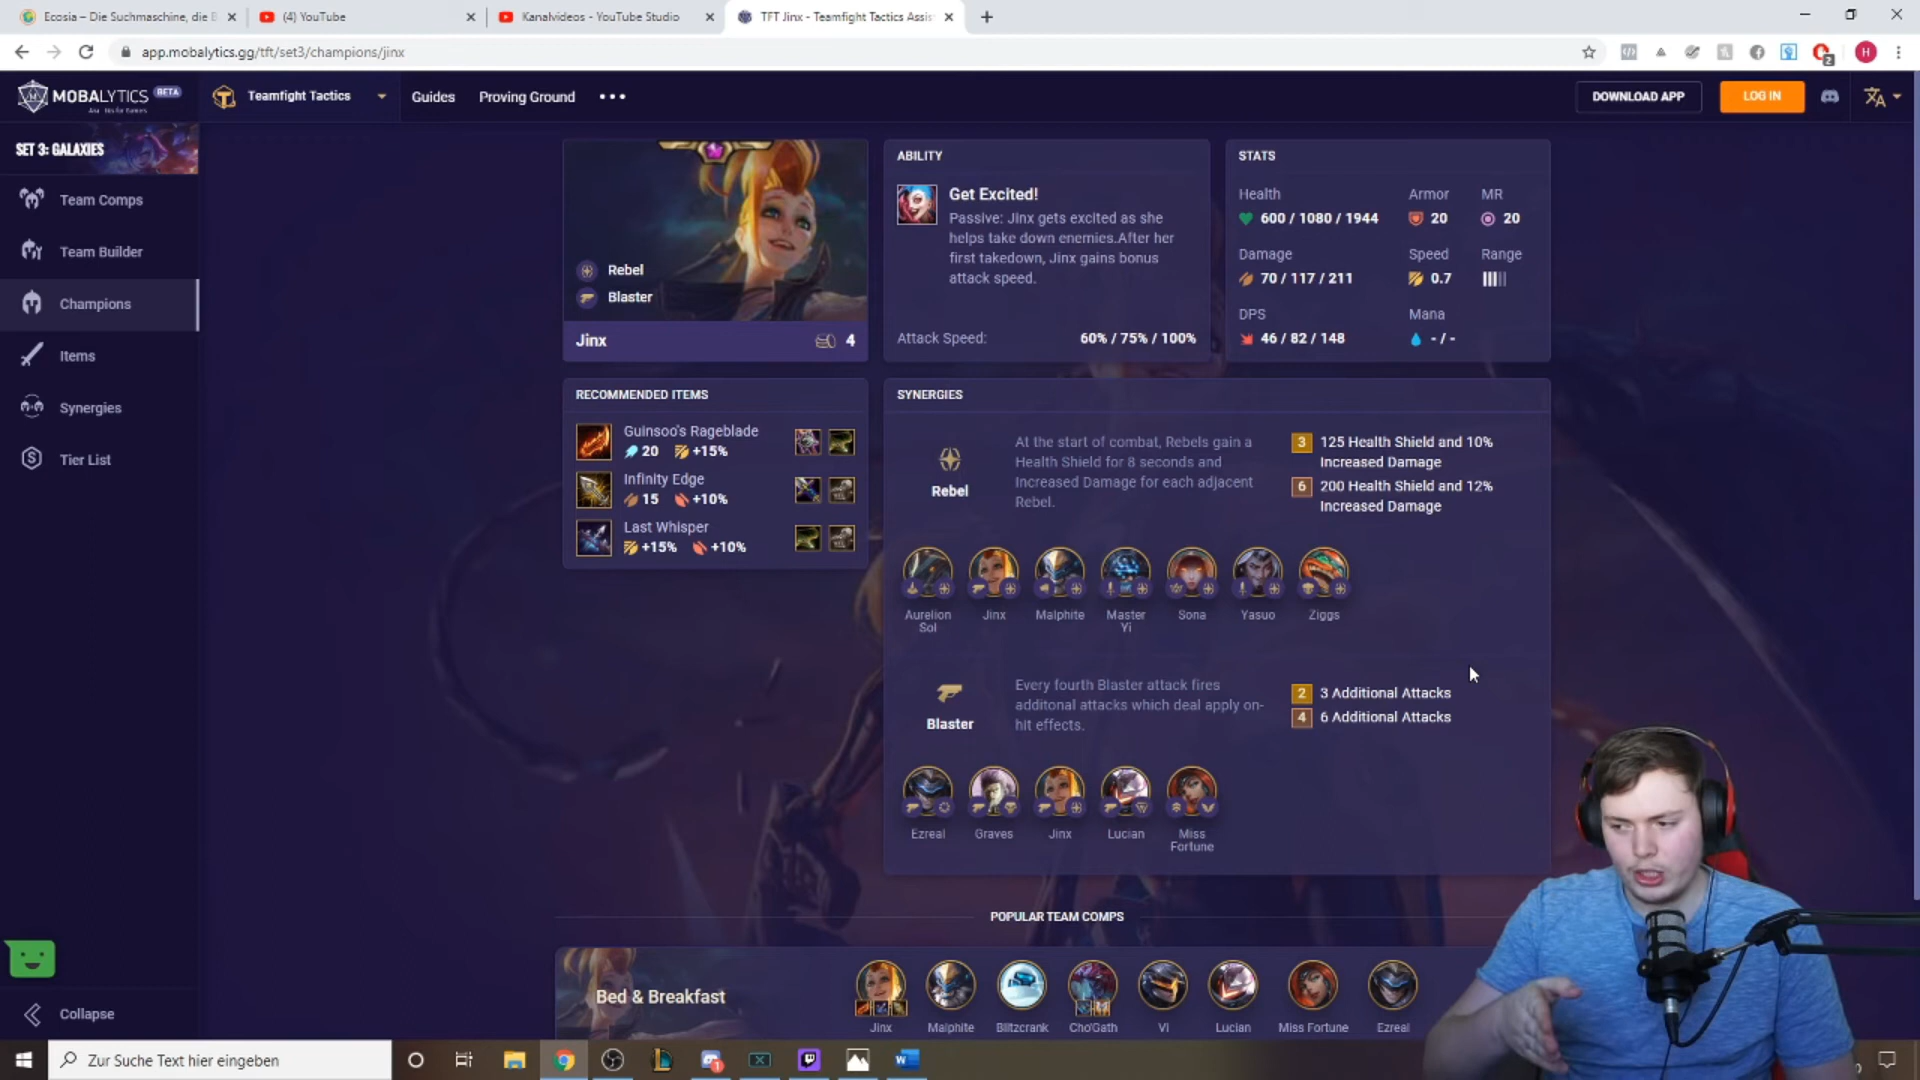 Ecosia – Die Suchmaschine, die B
(4) YouTube
Kanalvideos - YouTube Studio
TFT Jinx - Teamfight Tactics Assis
app.mobalytics.gg/tft/set3/champions/jinx
2
H
MOBALYTICS BETA
Teamfight Tactics
Guides
Proving Ground
DOWNLOAD APP
LOG IN
SET 3: GALAXIES
Team Comps
Team Builder
Champions
Items
Synergies
Tier List
Collapse
Rebel
Blaster
Jinx
4
ABILITY
Get Excited!
Passive: Jinx gets excited as she
helps take down enemies.After her
first takedown, Jinx gains bonus
attack speed.
Attack Speed: 60% / 75% / 100%
STATS
Health Armor MR
600 / 1080 / 1944 20 20
Damage Speed Range
70 / 117 / 211 0.7
DPS Mana
46 / 82 / 148 - / -
RECOMMENDED ITEMS
Guinsoo's Rageblade
20 +15%
Infinity Edge
15 +10%
Last Whisper
+15% +10%
SYNERGIES
Rebel
At the start of combat, Rebels gain a
Health Shield for 8 seconds and
Increased Damage for each adjacent
Rebel.
3 125 Health Shield and 10%
Increased Damage
6 200 Health Shield and 12%
Increased Damage
Aurelion
Sol
Jinx
Malphite
Master
Yi
Sona
Yasuo
Ziggs
Blaster
Every fourth Blaster attack fires
additonal attacks which deal apply on-
hit effects.
2 3 Additional Attacks
4 6 Additional Attacks
Ezreal
Graves
Jinx
Lucian
Miss
Fortune
POPULAR TEAM COMPS
Bed & Breakfast
Jinx
Malphite
Blitzcrank
Cho'Gath
Vi
Lucian
Miss Fortune
Ezreal
Zur Suche Text hier eingeben